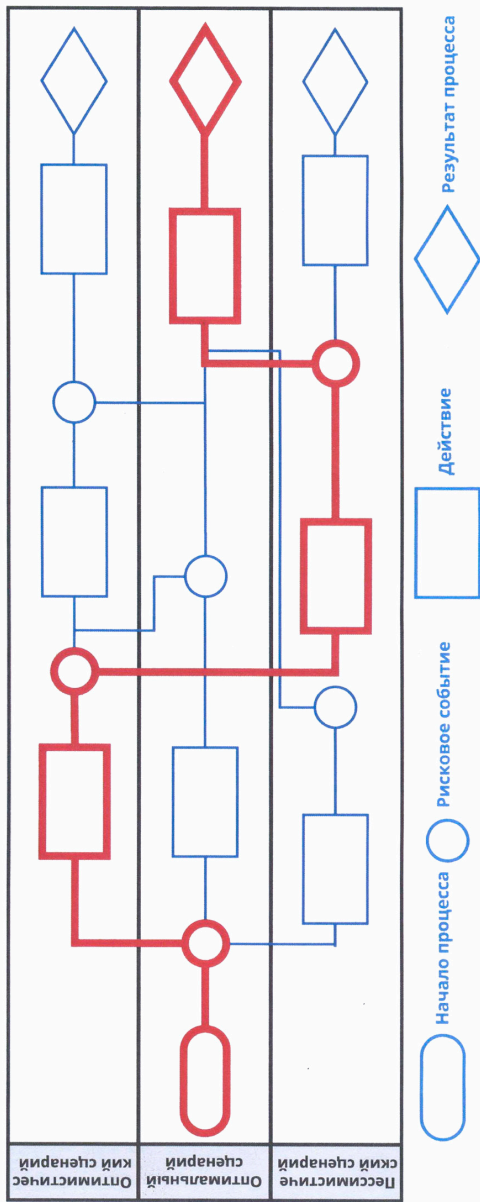 Оптимистичес
кий сценарий
Оптимальный
сценарий
Пессимистиче
ский сценарий
Начало процесса
Рисковое событие
Действие
Результат процесса